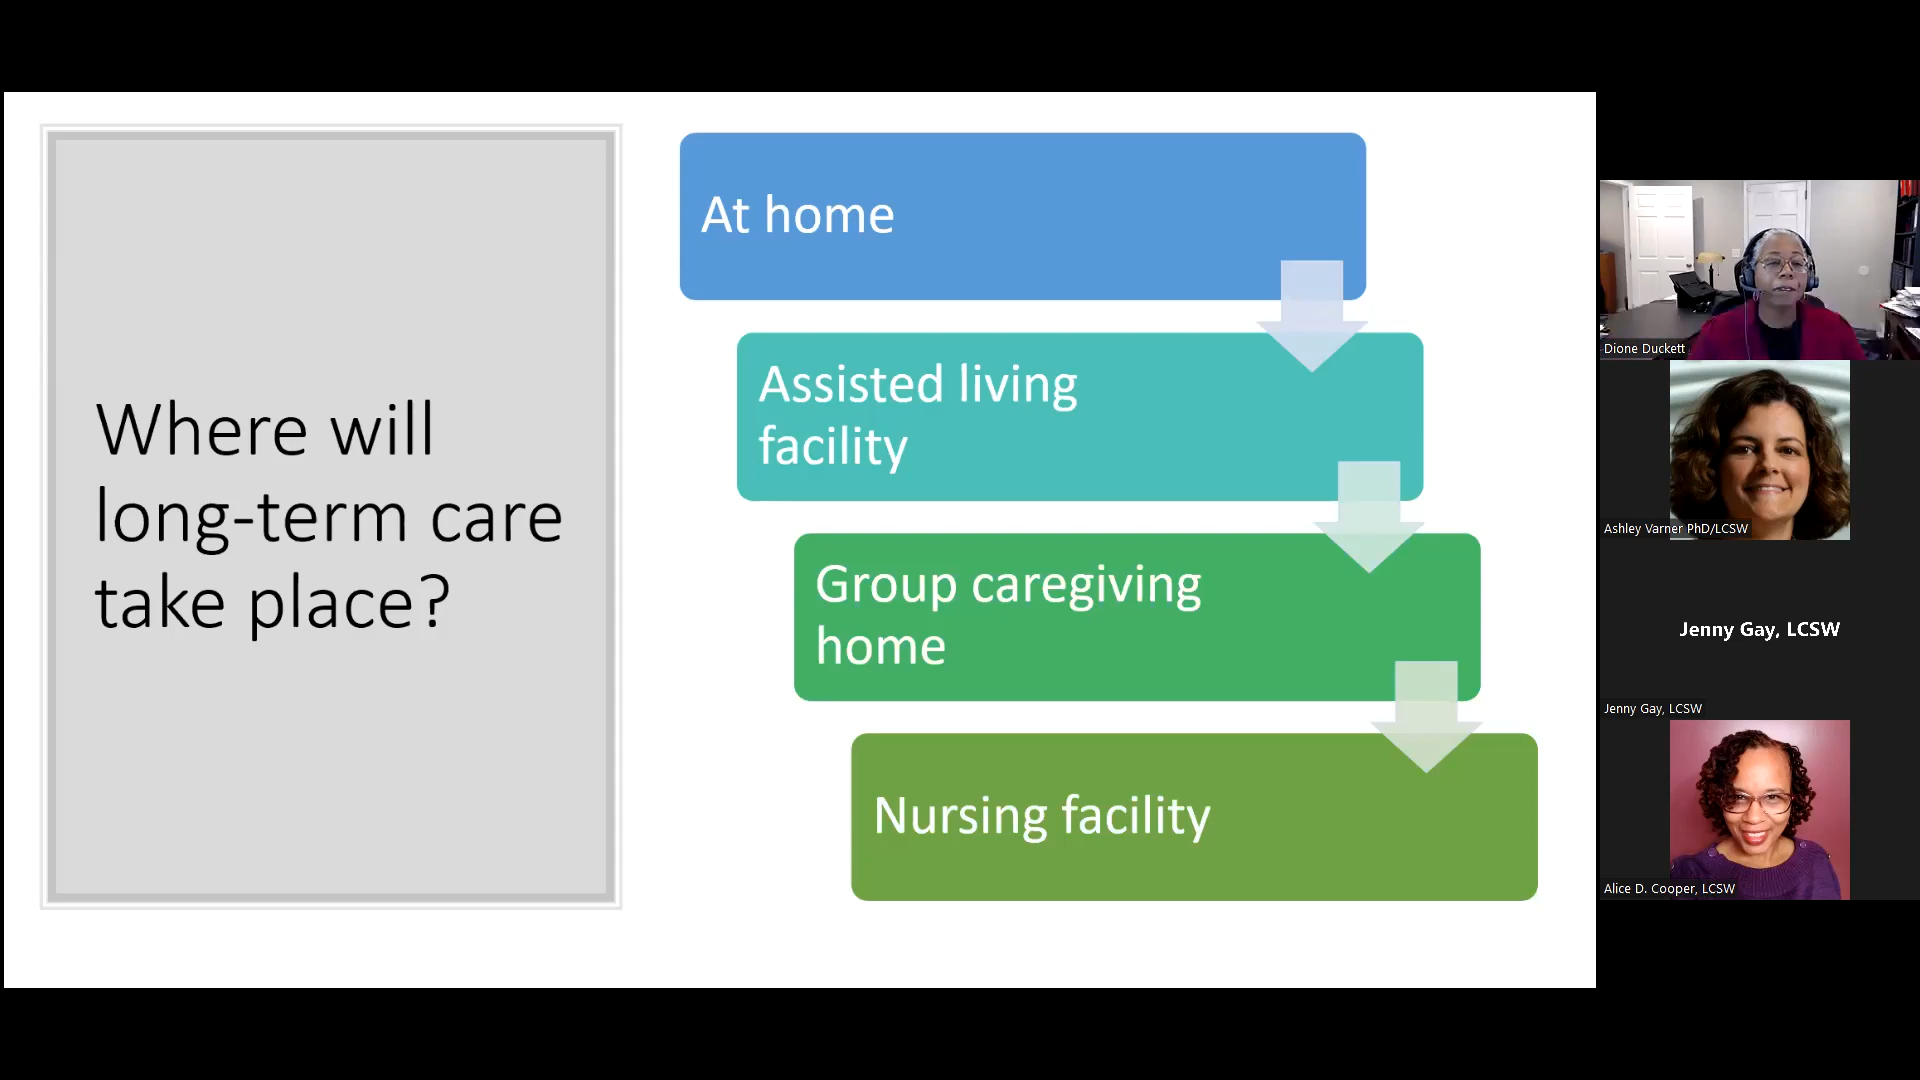 Where will
long-term care
take place?
At home
Assisted living
facility
Group caregiving
home
Nursing facility
Dione Duckett
Ashley Varner PhD/LCSW
Jenny Gay, LCSW
Jenny Gay, LCSW
Alice D. Cooper, LCSW